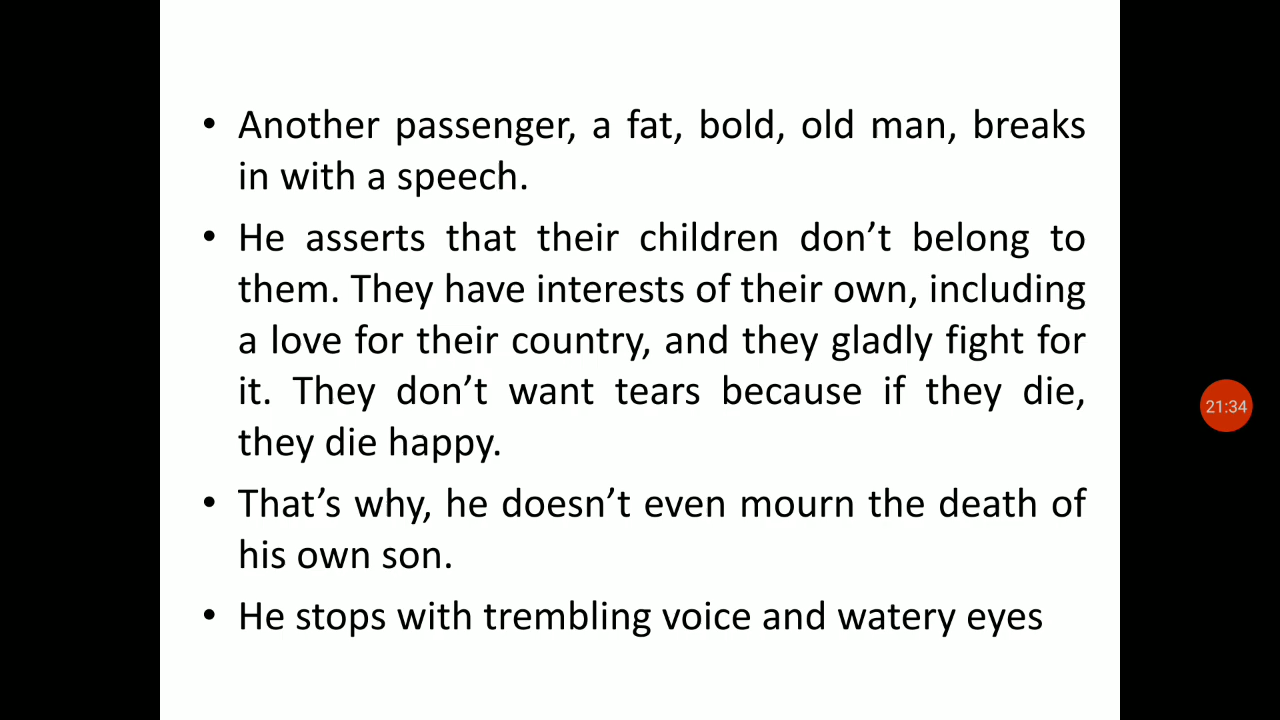 • Another passenger, a fat, bold, old man, breaks
in with a speech.
• He asserts that their children don’t belong to
them. They have interests of their own, including
a love for their country, and they gladly fight for
it. They don’t want tears because if they die,
they die happy.
• That’s why, he doesn’t even mourn the death of
his own son.
• He stops with trembling voice and watery eyes
21:34